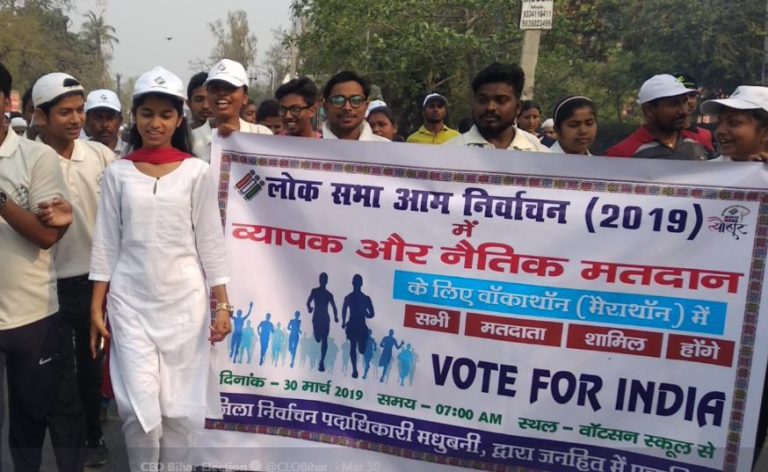 9334116411
लोक सभा आम निर्वाचन (2019)
में
व्यापक और नैतिक मतदान
के लिए वॉकाथॉन (मैराथॉन) में
सभी मतदाता शामिल होंगे
VOTE FOR INDIA
दिनांक – 30 मार्च 2019 समय – 07:00 AM स्थल – वॉटसन स्कूल से
जिला निर्वाचन पदाधिकारी मधुबनी, द्वारा जनहित में
CEO Bihar Election @CEOBihar · Mar 30